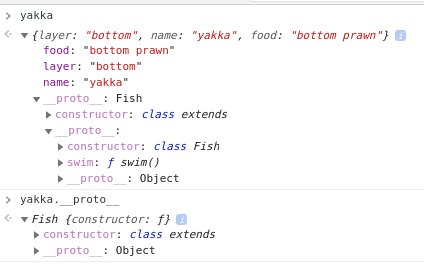 yakka
{layer: "bottom", name: "yakka", food: "bottom prawn"} i
food: "bottom prawn"
layer: "bottom"
name: "yakka"
__proto__: Fish
constructor: class extends
__proto__:
constructor: class Fish
swim: ƒ swim()
__proto__: Object
yakka.__proto__
Fish {constructor: ƒ} i
constructor: class extends
__proto__: Object